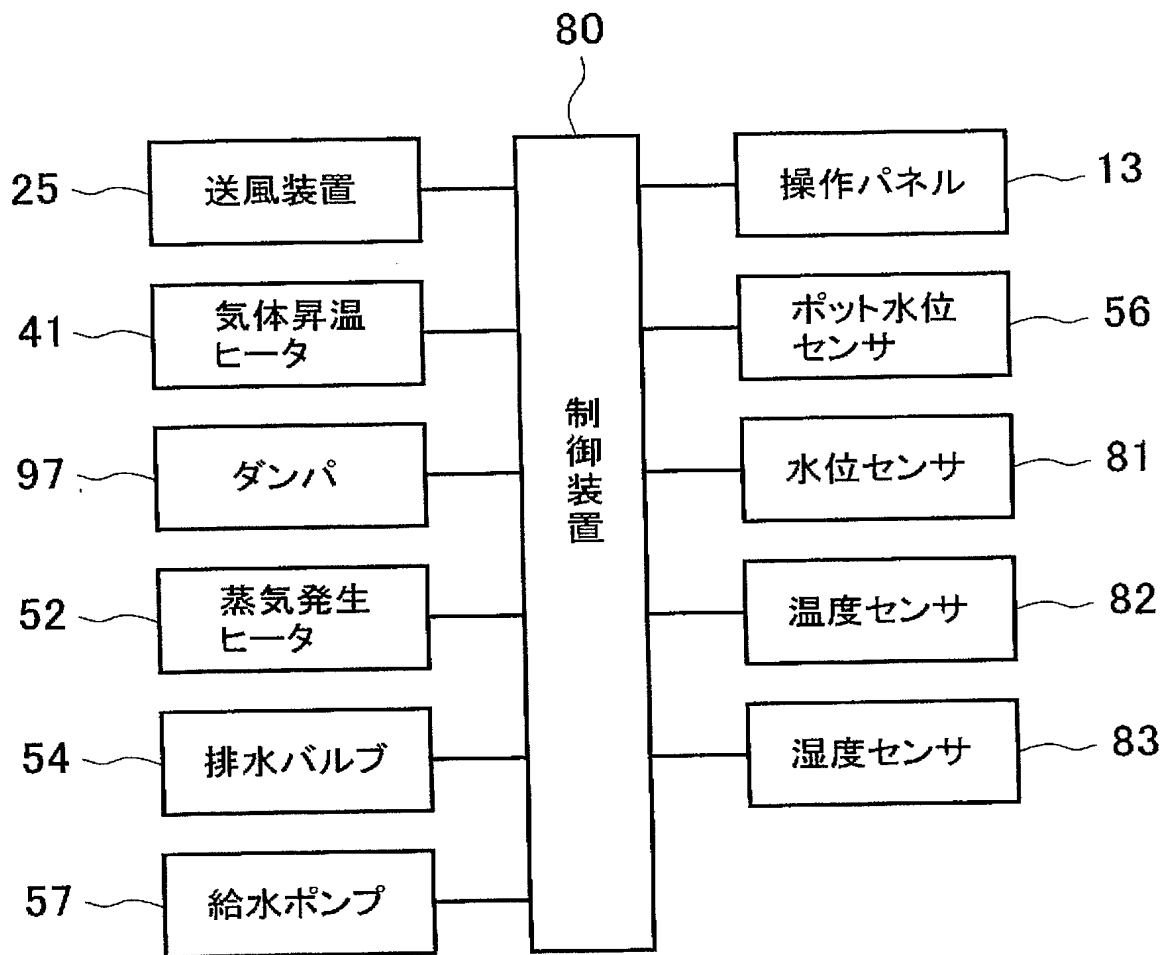 80
25
送風装置
操作パネル
13
41
気体昇温
ヒータ
ポット水位
センサ
56
97
ダンパ
制御装置
水位センサ
81
52
蒸気発生
ヒータ
温度センサ
82
54
排水バルブ
湿度センサ
83
57
給水ポンプ